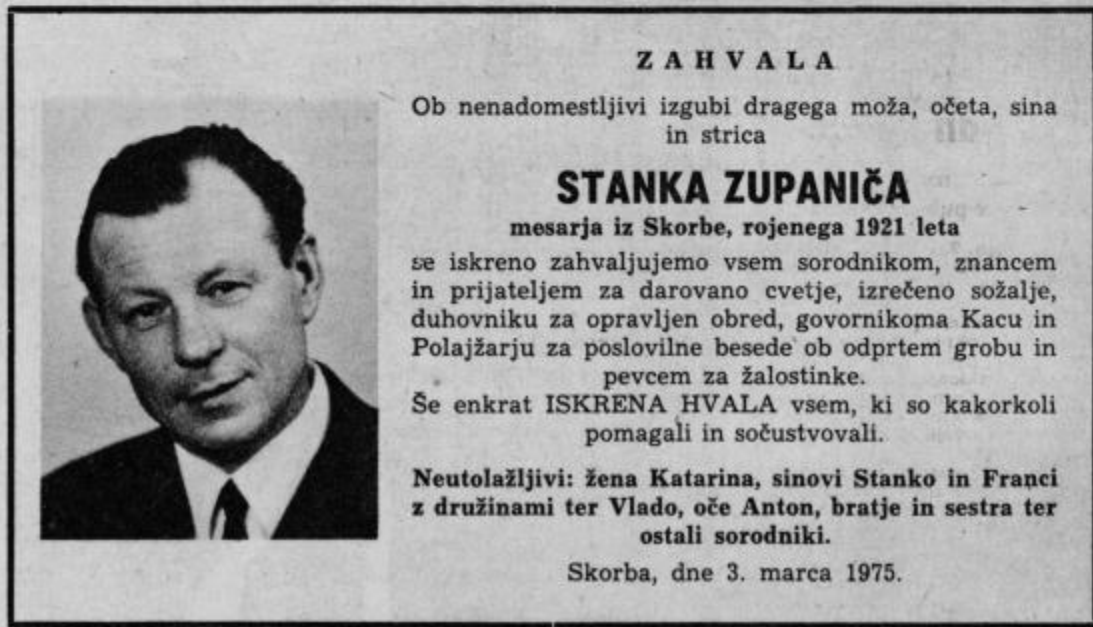 ZAHVALA
Ob nenadomestljivi izgubi dragega moža, očeta, sina
in strica
STANKA ZUPANIČA
mesarja iz Skorbe, rojenega 1921 leta
se iskreno zahvaljujemo vsem sorodnikom, znancem
in prijateljem za darovano cvetje, izrečeno sožalje,
duhovniku za opravljen obred, govornikoma Kacu in
Polajžarju za poslovilne besede ob odprtem grobu in
pevcem za žalostinke.
Še enkrat ISKRENA HVALA vsem, ki so kakorkoli
pomagali in sočustvovali.
Neutolažljivi: žena Katarina, sinovi Stanko in Franci
z družinami ter Vlado, oče Anton, bratje in sestra ter
ostali sorodniki.
Skorba, dne 3. marca 1975.